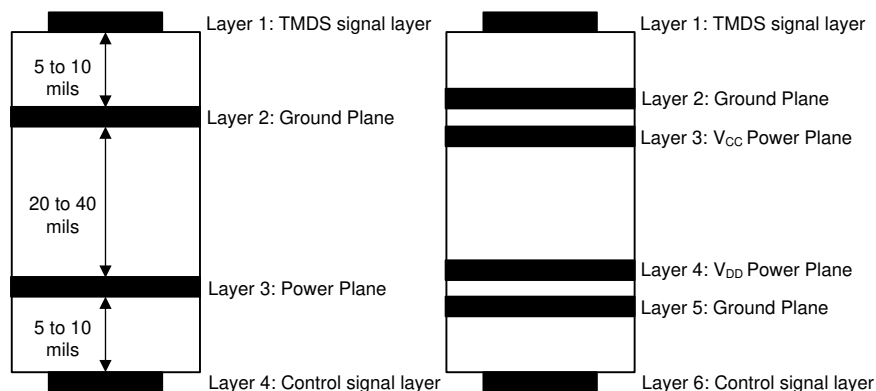 Layer 1: TMDS signal layer
5 to 10
mils
Layer 2: Ground Plane
20 to 40
mils
Layer 3: Power Plane
5 to 10
mils
Layer 4: Control signal layer
Layer 1: TMDS signal layer
Layer 2: Ground Plane
Layer 3: VCC Power Plane
Layer 4: VDD Power Plane
Layer 5: Ground Plane
Layer 6: Control signal layer